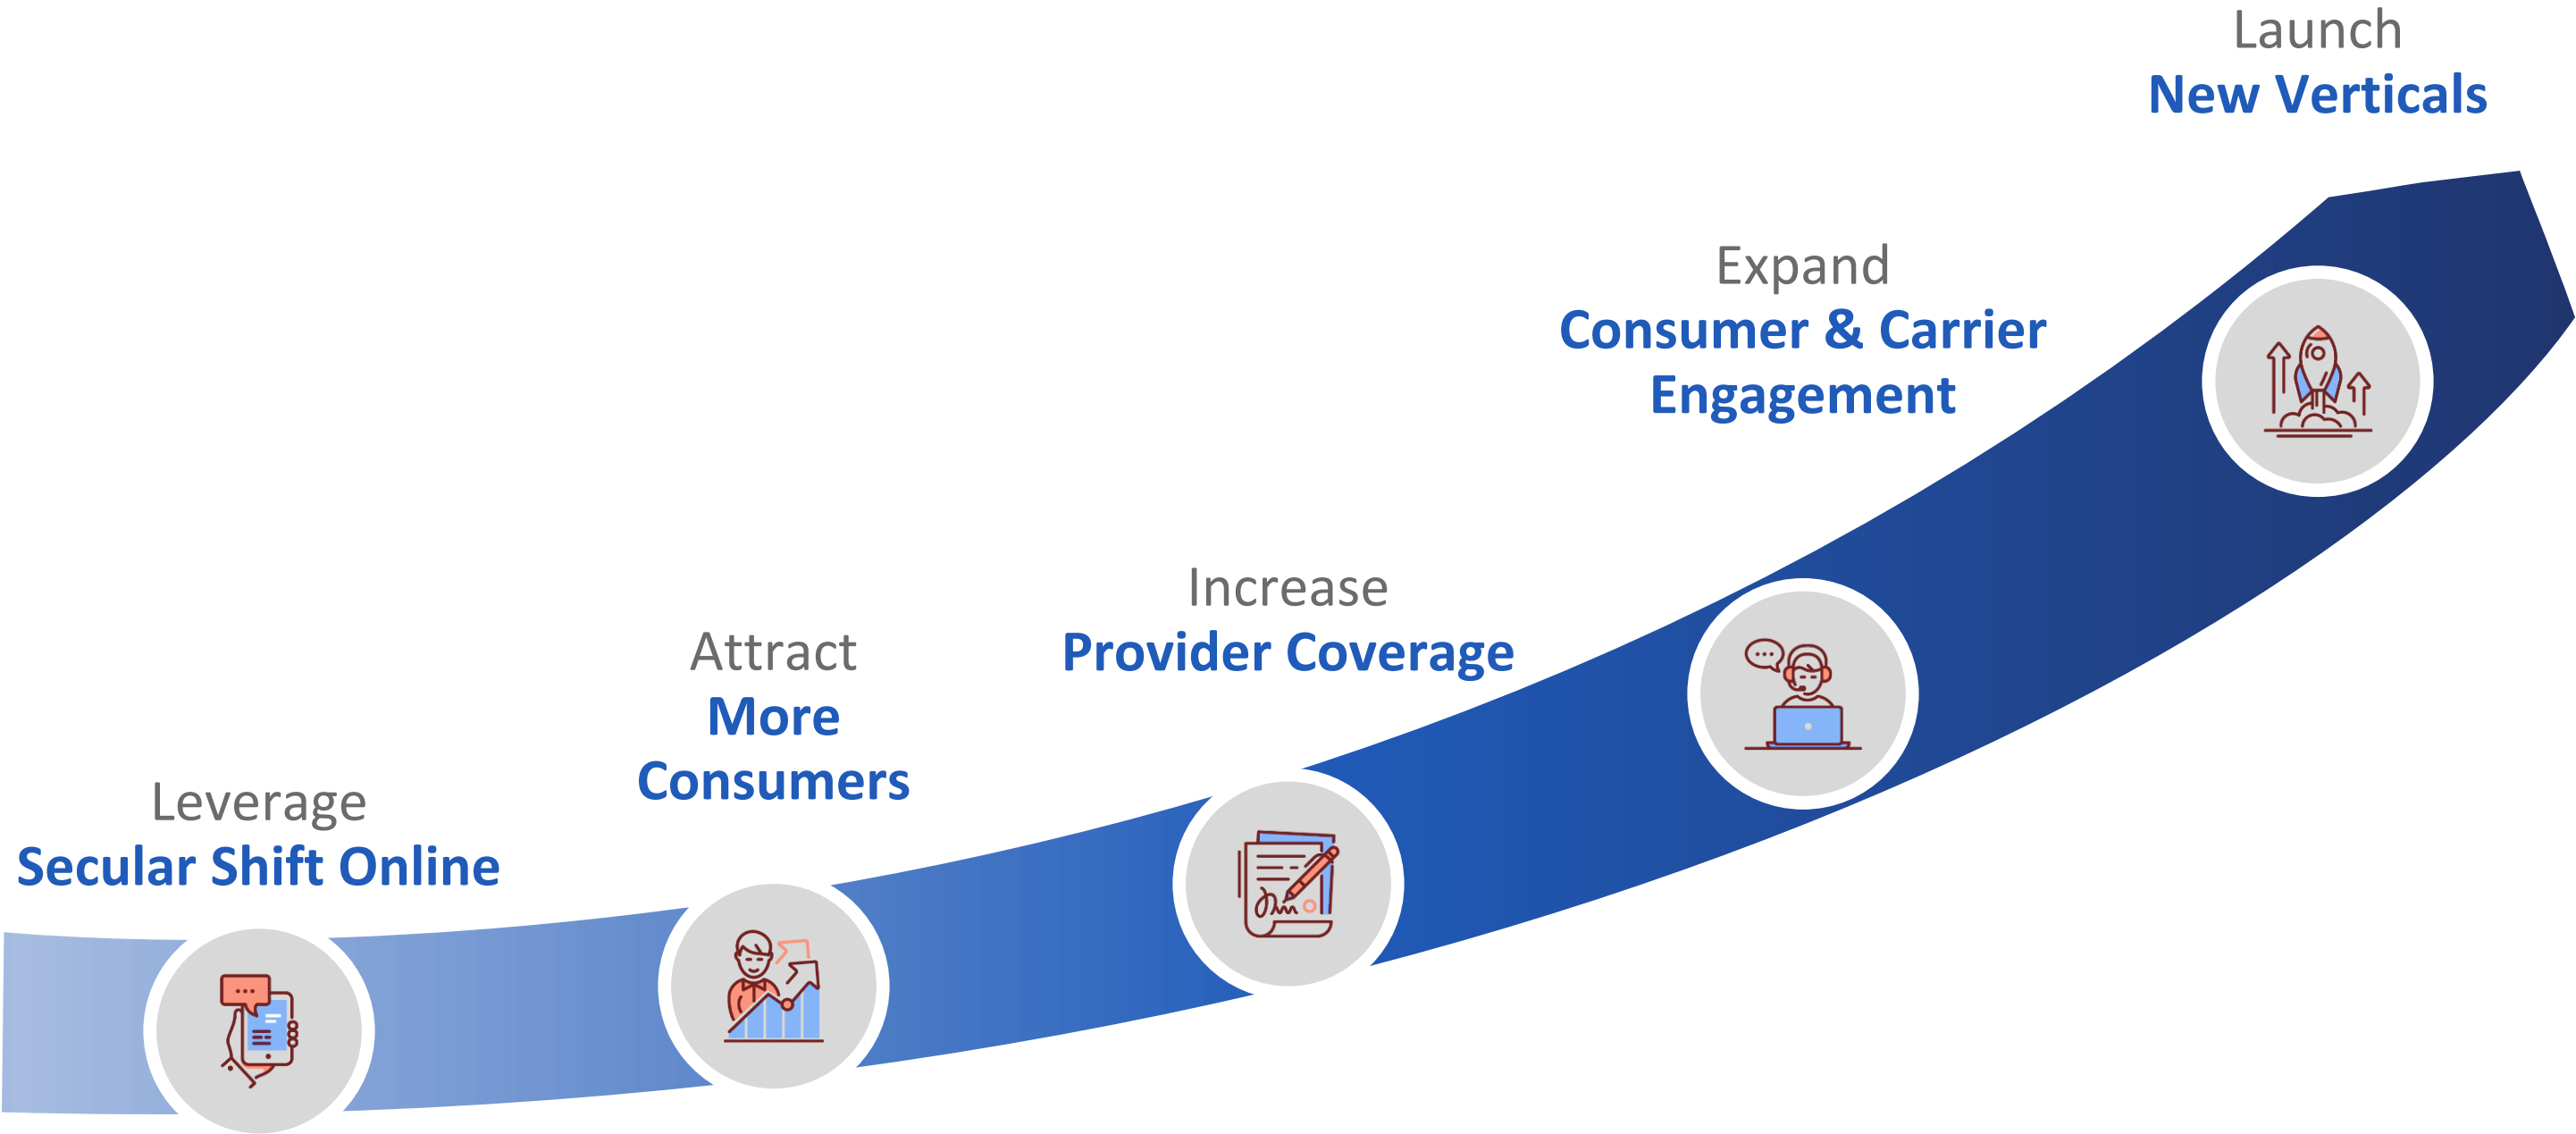 Leverage
Secular Shift Online
Attract
More
Consumers
Increase
Provider Coverage
Expand
Consumer & Carrier
Engagement
Launch
New Verticals